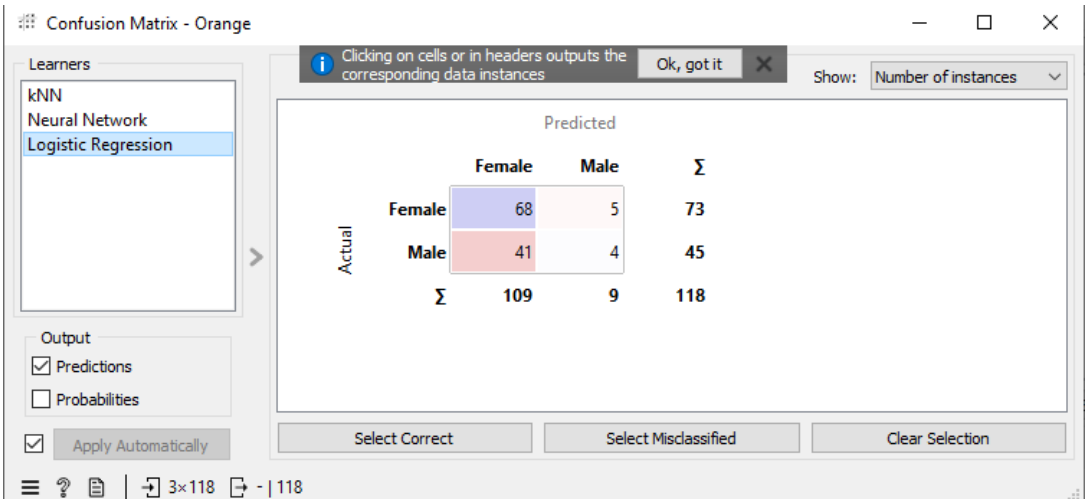 Confusion Matrix - Orange
Learners
kNN
Neural Network
Logistic Regression
Output
Predictions
Probabilities
Apply Automatically
3×118
- | 118
Clicking on cells or in headers outputs the
corresponding data instances
Ok, got it
Show: Number of instances
Predicted
Female Male Σ
Actual
Female 68 5 73
Male 41 4 45
Σ 109 9 118
Select Correct
Select Misclassified
Clear Selection